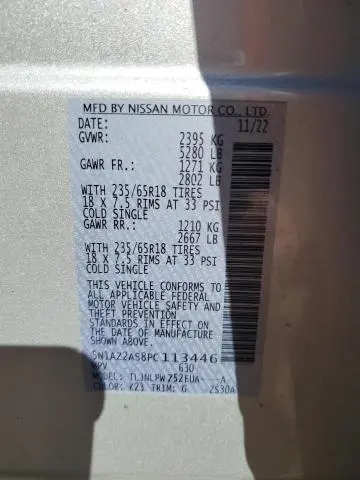 MFD BY NISSAN MOTOR CO., LTD.
DATE: 11/22
GVWR: 2395 KG
5280 LB
GAWR FR.: 1271 KG
2802 LB
WITH 235/65R18 TIRES
18 X 7.5 RIMS AT 33 PSI
COLD SINGLE
GAWR RR.: 1210 KG
2667 LB
WITH 235/65R18 TIRES
18 X 7.5 RIMS AT 33 PSI
COLD SINGLE
THIS VEHICLE CONFORMS TO
ALL APPLICABLE FEDERAL
MOTOR VEHICLE SAFETY AND
THEFT PREVENTION
STANDARDS IN EFFECT ON THE
DATE OF MANUFACTURE
SHOWN ABOVE.
5N1AZ2AS8PC113446
MPV 630
MODEL: TLJNLPWZ52EUA----A
COLOR: K23 TRIM: G 2S30A